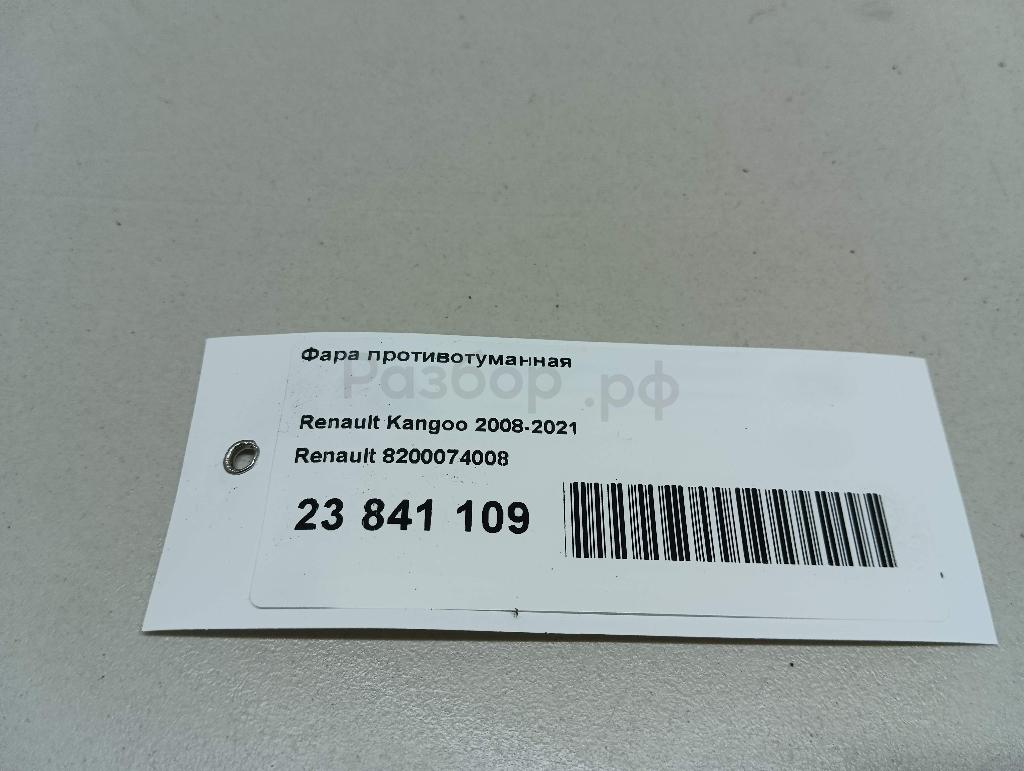 Фара противотуманная
Разбор.рф
Renault Kangoo 2008-2021
Renault 8200074008
23 841 109